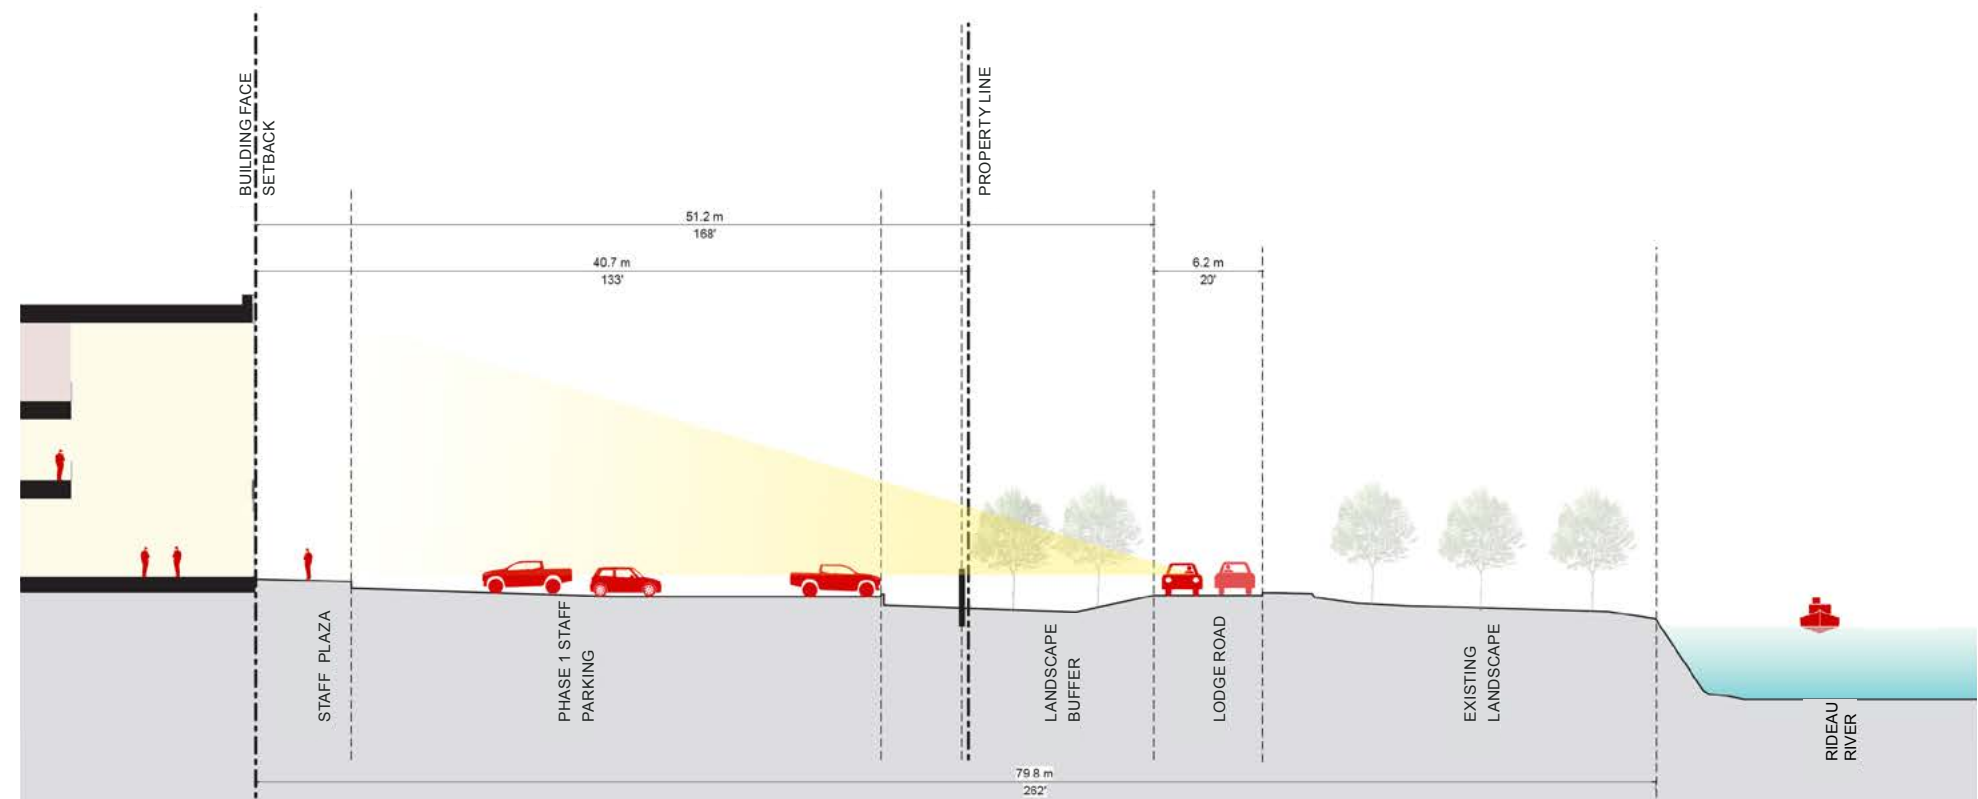 BUILDING FACE
SETBACK
PROPERTY LINE
51.2 m
168'
40.7 m
133'
6.2 m
20'
STAFF PLAZA
PHASE 1 STAFF
PARKING
LANDSCAPE
BUFFER
LODGE ROAD
EXISTING
LANDSCAPE
RIDEAU
RIVER
79.8 m
262'